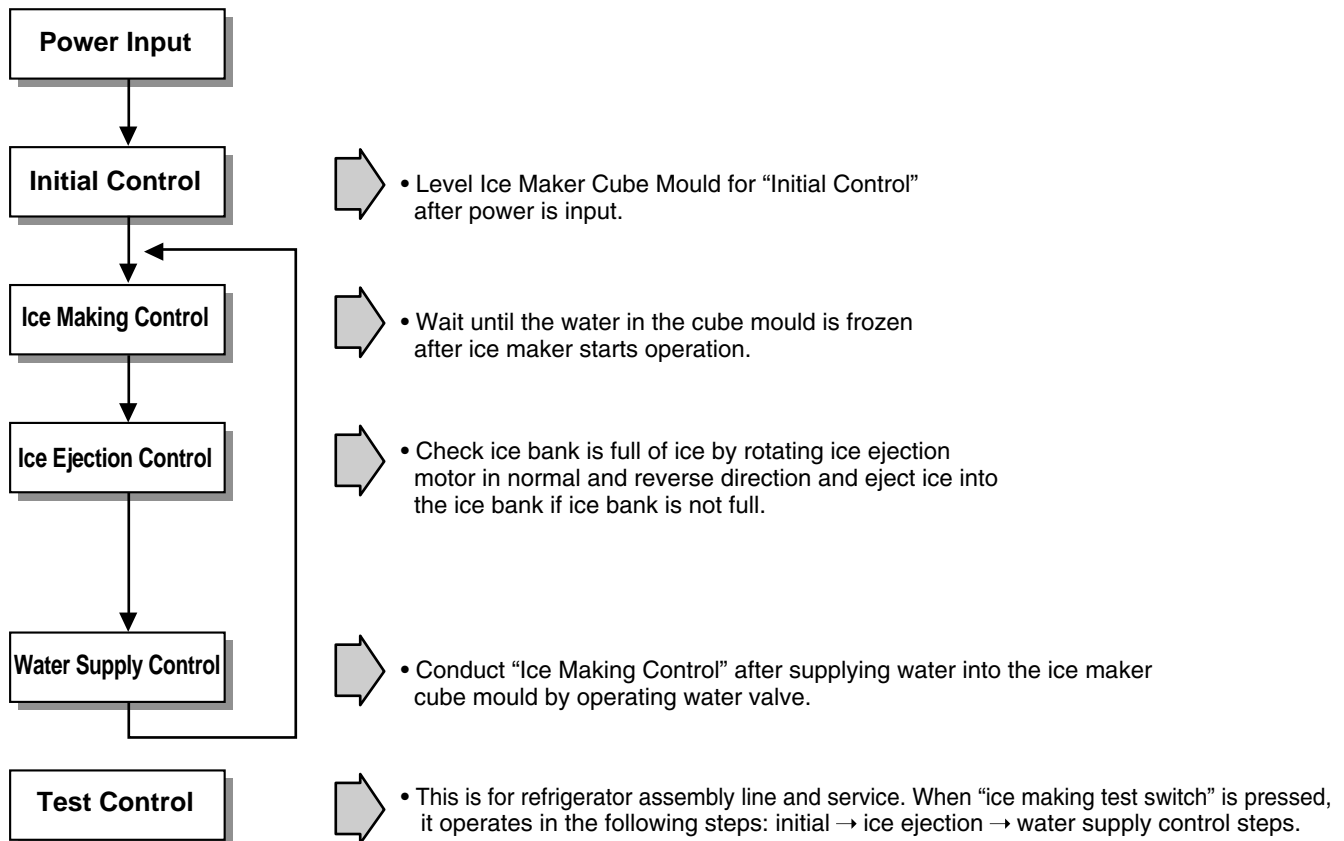 Power Input
Initial Control
• Level Ice Maker Cube Mould for “Initial Control”
after power is input.
Ice Making Control
• Wait until the water in the cube mould is frozen
after ice maker starts operation.
Ice Ejection Control
• Check ice bank is full of ice by rotating ice ejection
motor in normal and reverse direction and eject ice into
the ice bank if ice bank is not full.
Water Supply Control
• Conduct “Ice Making Control” after supplying water into the ice maker
cube mould by operating water valve.
Test Control
• This is for refrigerator assembly line and service. When “ice making test switch” is pressed,
it operates in the following steps: initial → ice ejection → water supply control steps.